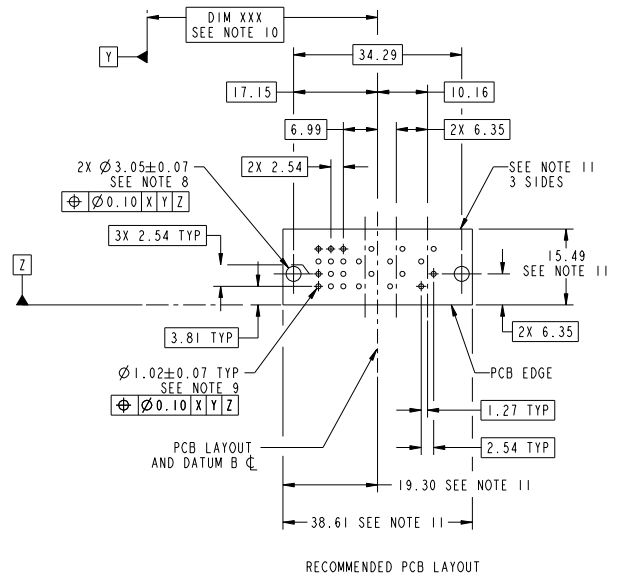 DIM XXX
SEE NOTE 10
Y
34.29
17.15
10.16
6.99
2X 6.35
2X Ø3.05±0.07
SEE NOTE 8
⌖ Ø0.10 X Y Z
2X 2.54
SEE NOTE 11
3 SIDES
3X 2.54 TYP
Z
15.49
SEE NOTE 11
3.81 TYP
2X 6.35
Ø1.02±0.07 TYP
SEE NOTE 9
⌖ Ø0.10 X Y Z
PCB EDGE
1.27 TYP
PCB LAYOUT
AND DATUM B ℄
2.54 TYP
19.30 SEE NOTE 11
38.61 SEE NOTE 11
RECOMMENDED PCB LAYOUT